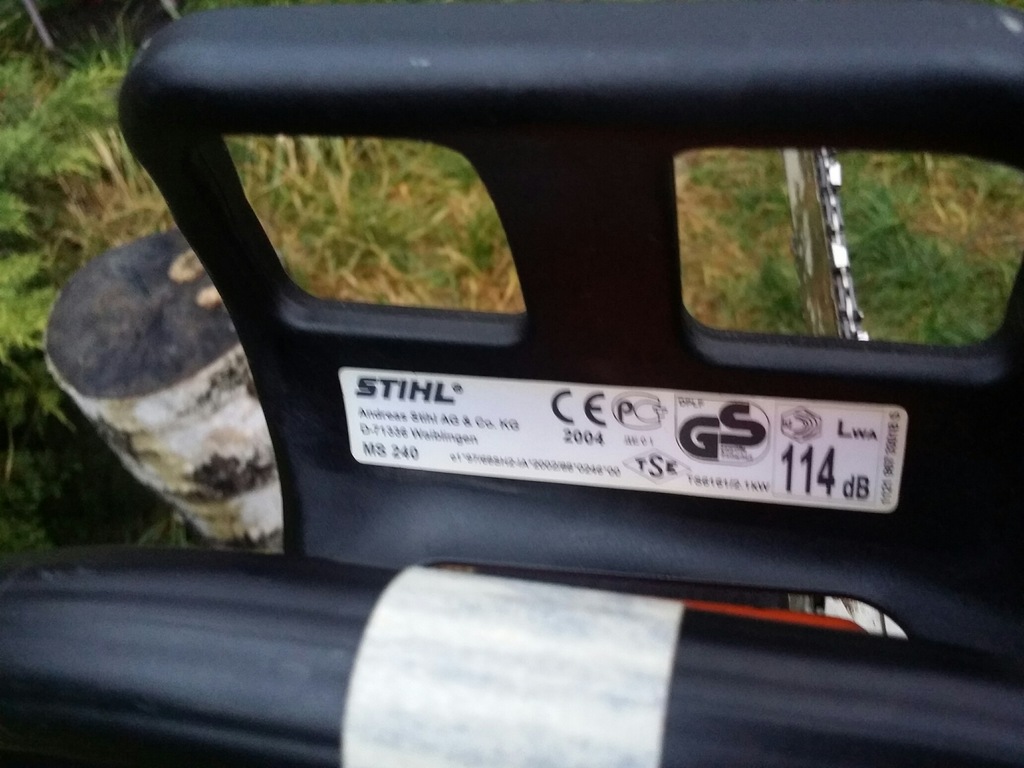 STIHL®
Andreas Stihl AG & Co. KG
D-71336 Waiblingen
MS 240
CE
2004
GS
TSE
LWA
114 dB